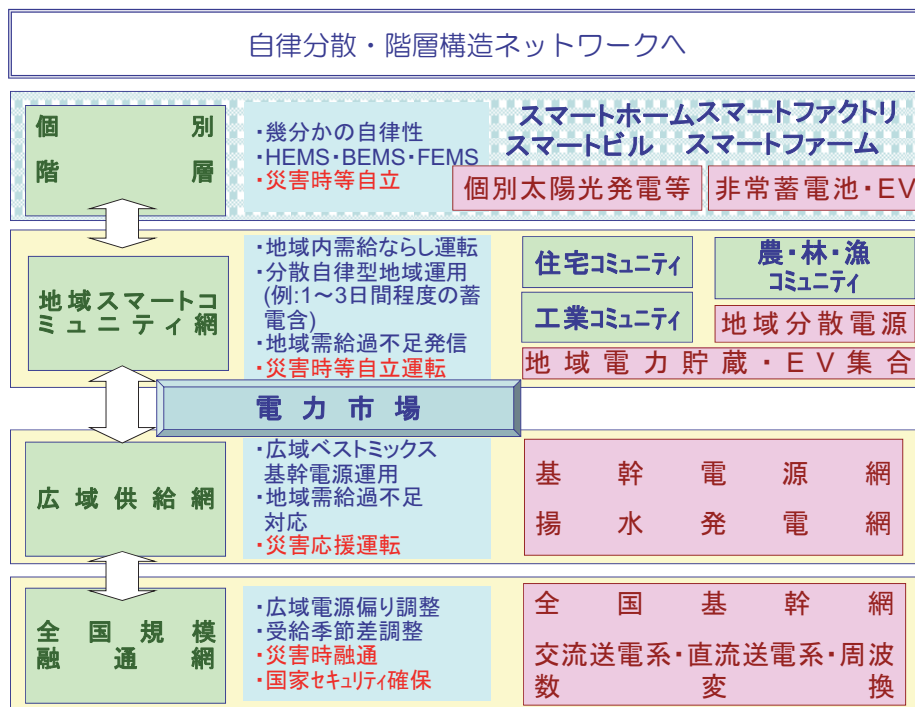 自律分散・階層構造ネットワークへ
個別
階層
・幾分かの自律性
・HEMS・BEMS・FEMS
・災害時等自立
スマートホームスマートファクトリ
スマートビル スマートファーム
個別太陽光発電等
非常蓄電池・EV
地域スマートコ
ミュニティ網
・地域内需給ならし運転
・分散自律型地域運用
(例:1～3日間程度の蓄
電含)
・地域需給過不足発信
・災害時等自立運転
住宅コミュニティ
農・林・漁
コミュニティ
工業コミュニティ
地域分散電源
地域電力貯蔵・EV集合
電力市場
広域供給網
・広域ベストミックス
基幹電源運用
・地域需給過不足
対応
・災害応援運転
基幹電源網
揚水発電網
全国規模
融通網
・広域電源偏り調整
・受給季節差調整
・災害時融通
・国家セキュリティ確保
全国基幹網
交流送電系・直流送電系・周波
数変換